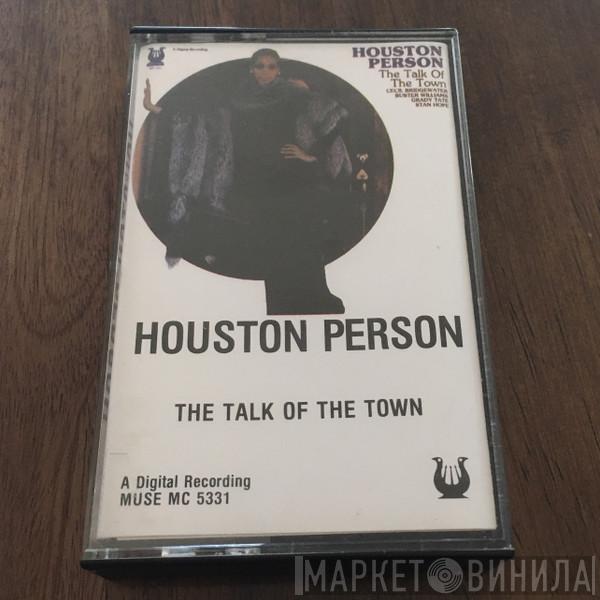 A Digital Recording
HOUSTON
PERSON
The Talk Of
The Town
CECIL BRIDGEWATER
BUSTER WILLIAMS
GRADY TATE
STAN HOPE
HOUSTON PERSON
THE TALK OF THE TOWN
A Digital Recording
MUSE MC 5331
МАРКЕТ ВИНИЛА